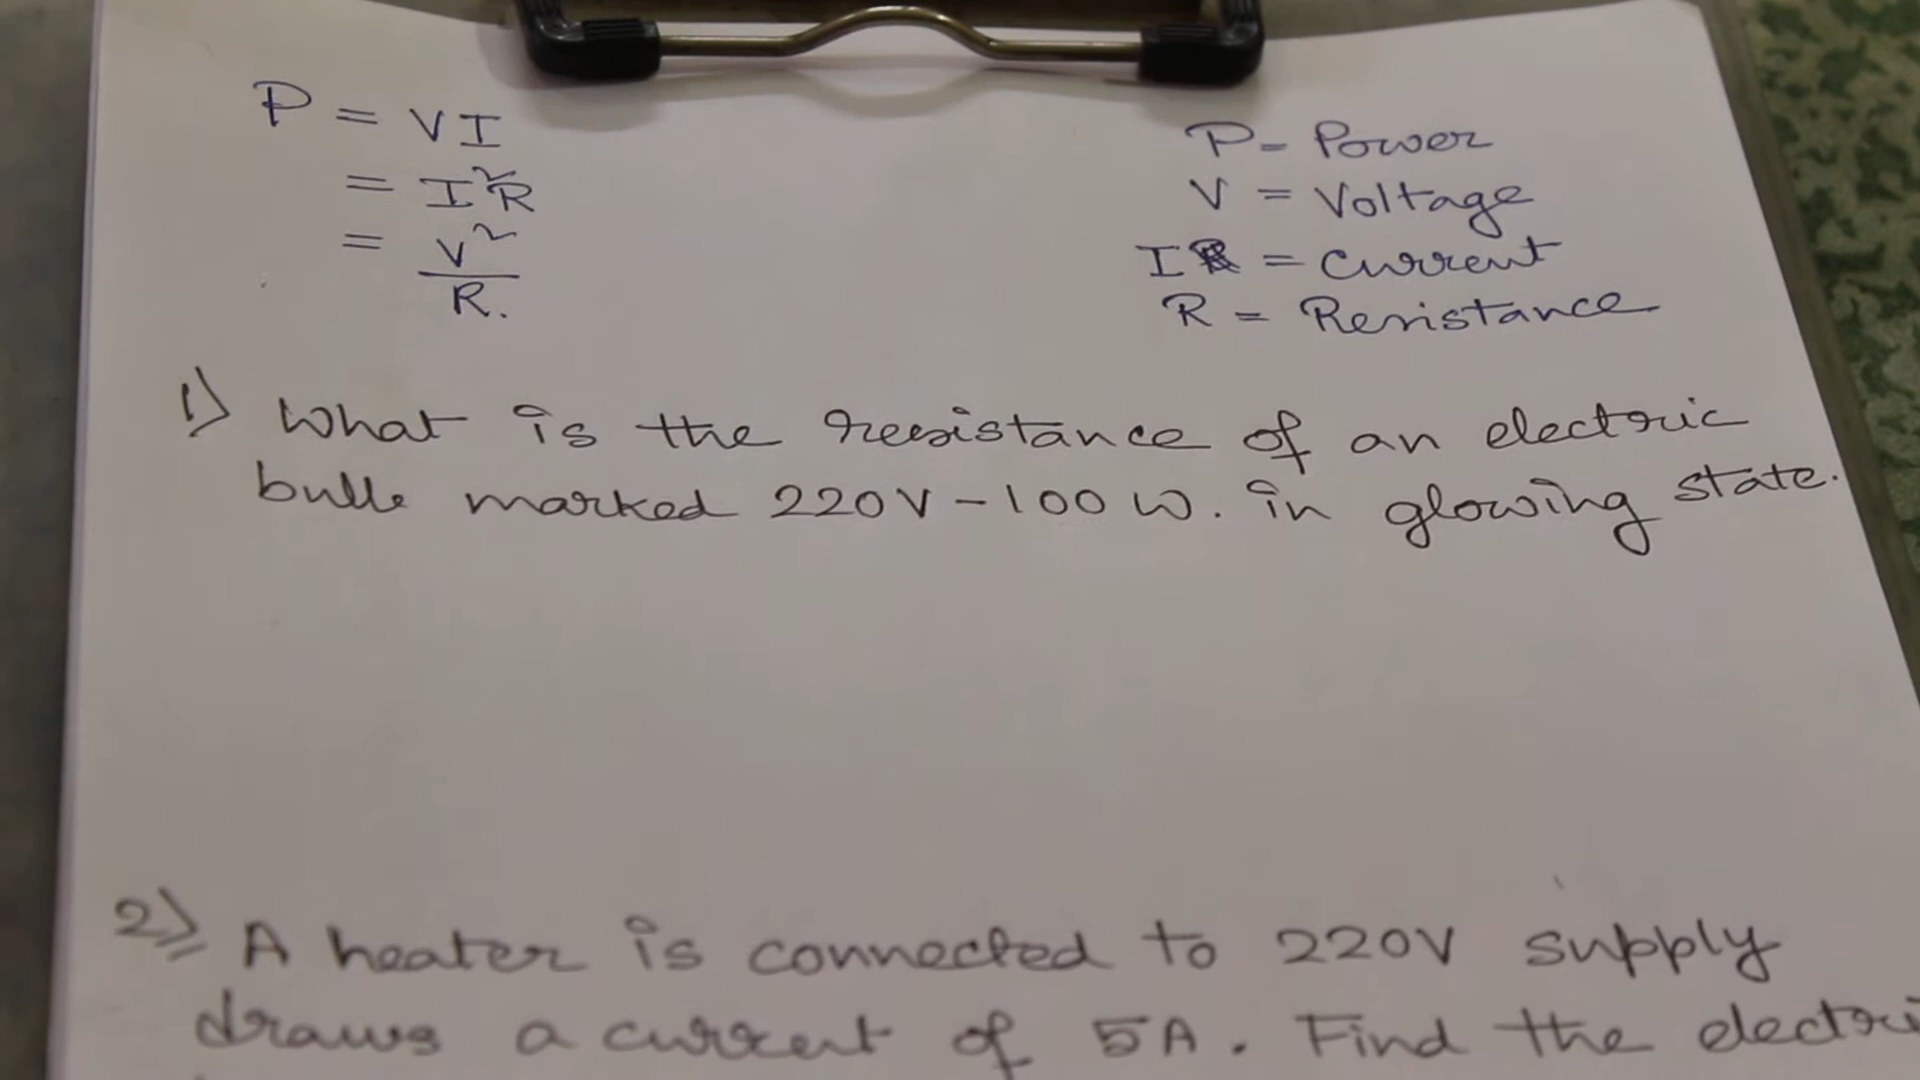 P = VI
= I²R
= V²/R.
P - Power
V = Voltage
I = Current
R = Resistance
1) What is the resistance of an electric
bulb marked 220V - 100 W. in glowing state.
2) A heater is connected to 220V supply
draws a current of 5A. Find the electri